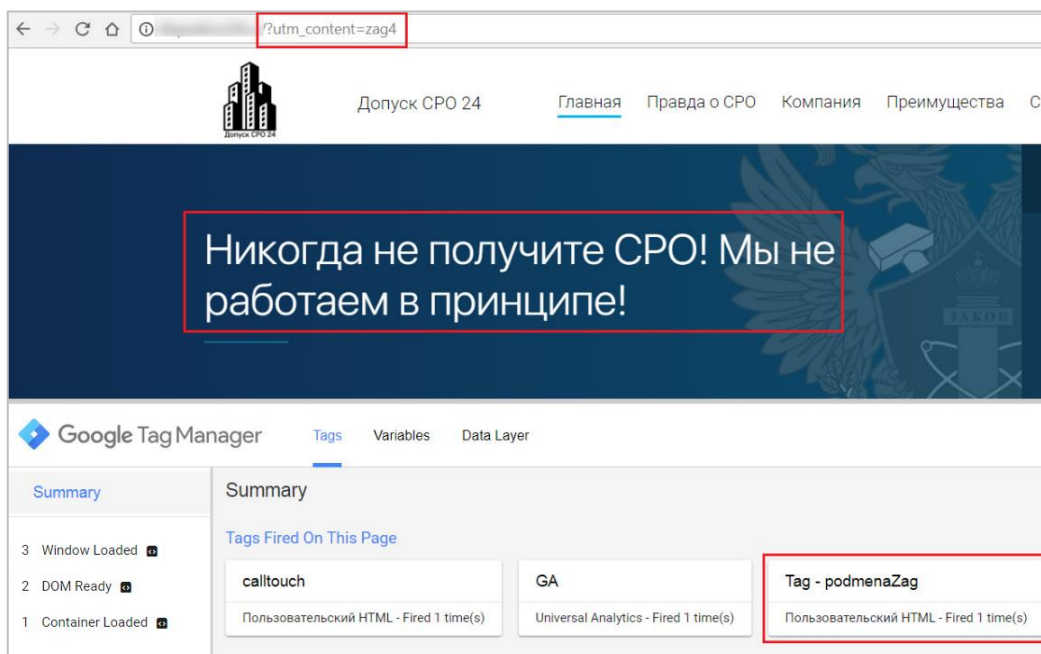 /?utm_content=zag4
Допуск СРО 24
Допуск СРО 24 Главная Правда о СРО Компания Преимущества С
Никогда не получите СРО! Мы не
работаем в принципе!
ЗАКОН
Google Tag Manager Tags Variables Data Layer
Summary
Summary
Tags Fired On This Page
3 Window Loaded
2 DOM Ready
1 Container Loaded
calltouch
Пользовательский HTML - Fired 1 time(s)
GA
Universal Analytics - Fired 1 time(s)
Tag - podmenaZag
Пользовательский HTML - Fired 1 time(s)